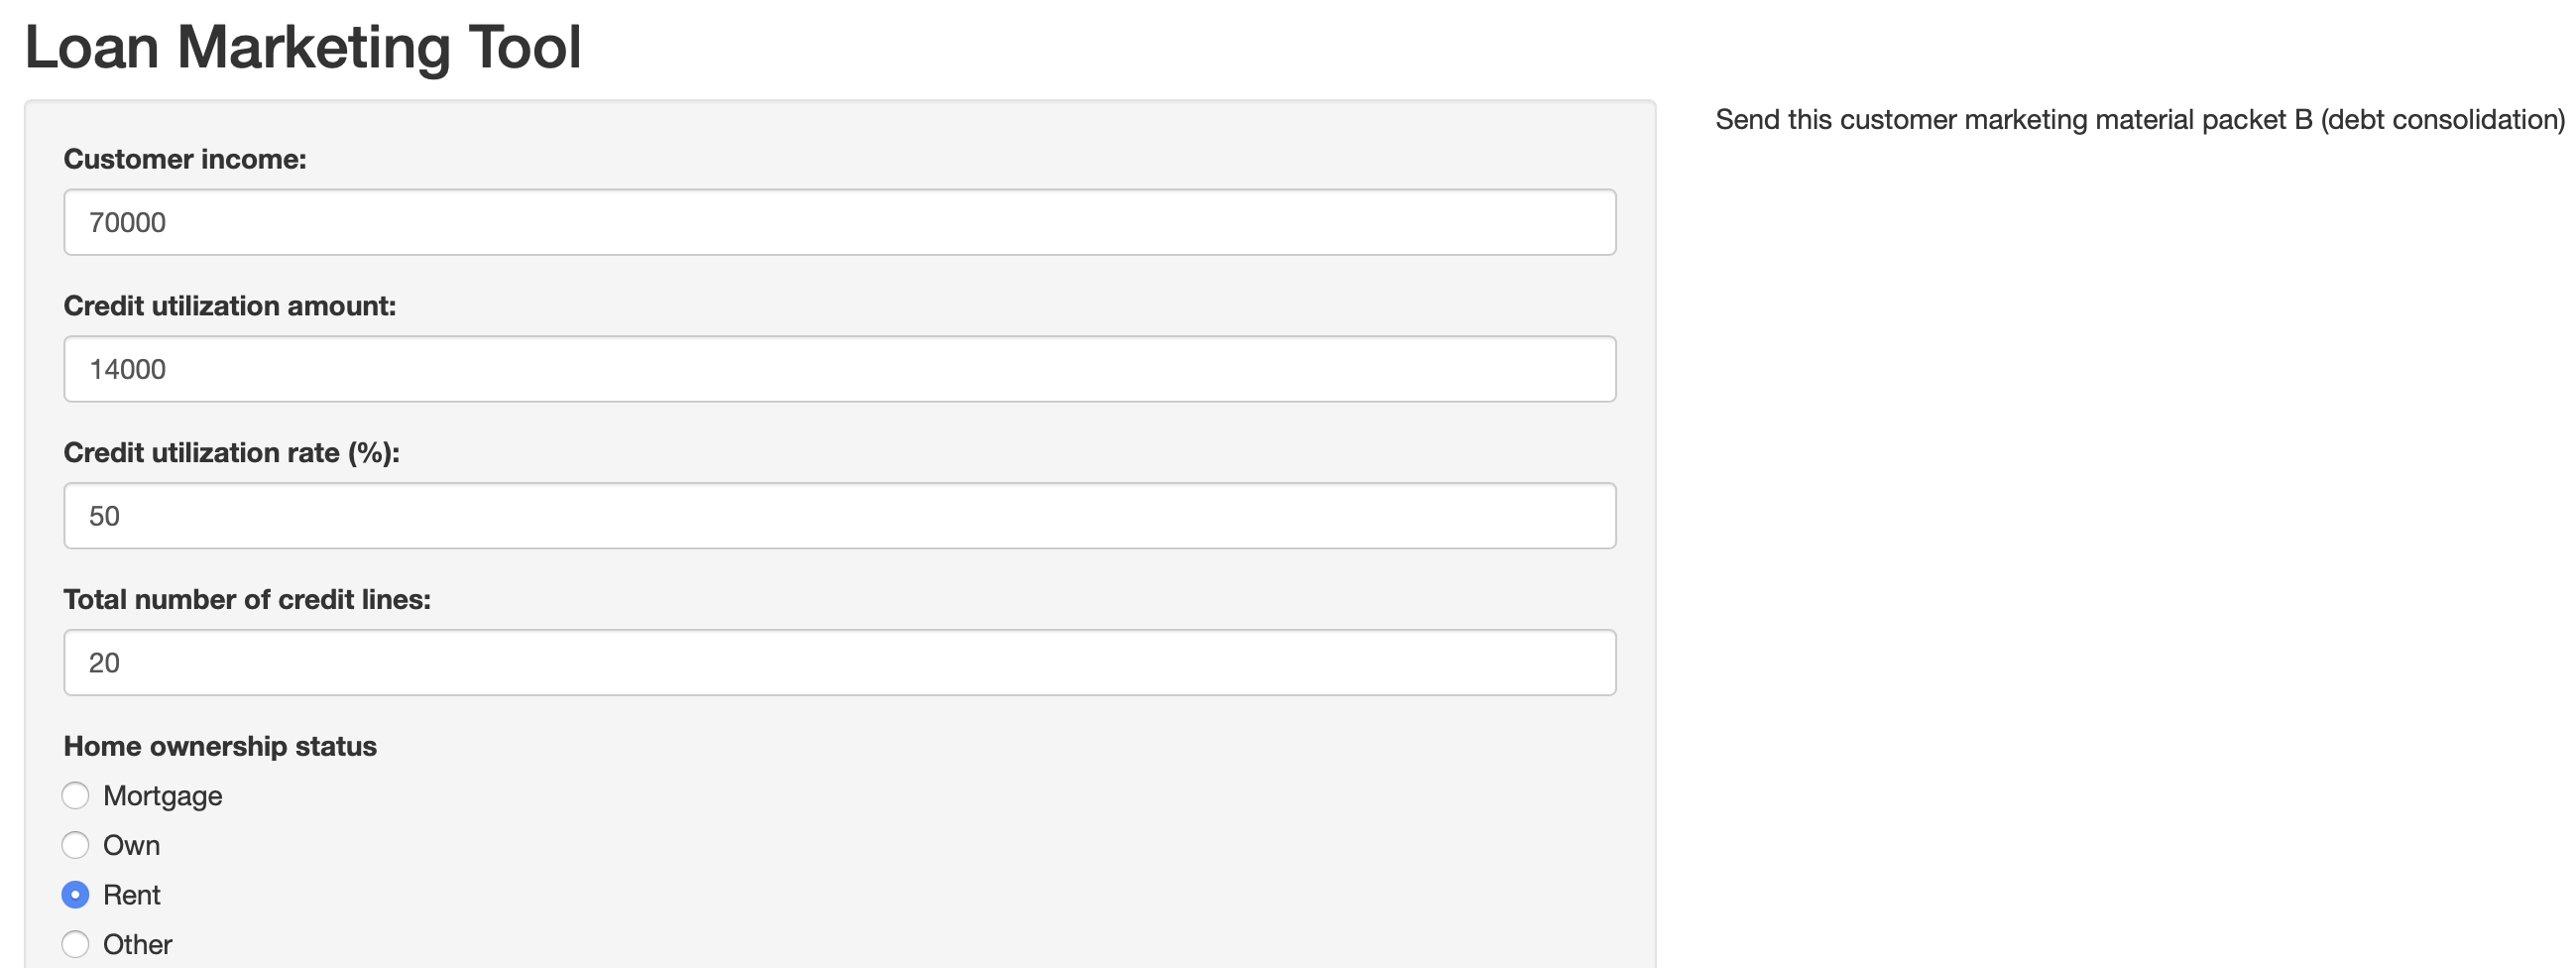 Loan Marketing Tool
Customer income:
70000
Credit utilization amount:
14000
Credit utilization rate (%):
50
Total number of credit lines:
20
Home ownership status
Mortgage
Own
Rent
Other
Send this customer marketing material packet B (debt consolidation)